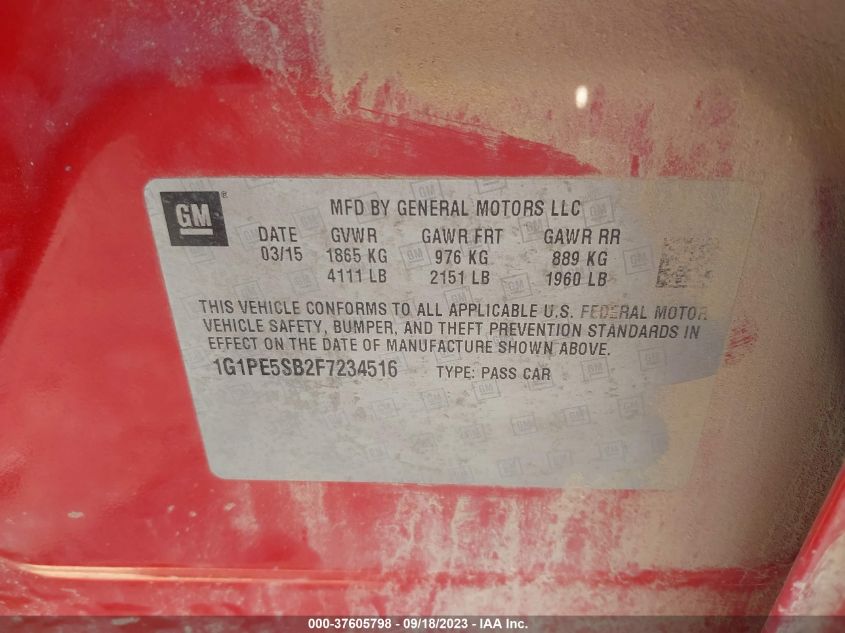 GM ®
MFD BY GENERAL MOTORS LLC
DATE GVWR GAWR FRT GAWR RR
03/15 1865 KG 976 KG 889 KG
4111 LB 2151 LB 1960 LB
THIS VEHICLE CONFORMS TO ALL APPLICABLE U.S. FEDERAL MOTOR
VEHICLE SAFETY, BUMPER, AND THEFT PREVENTION STANDARDS IN
EFFECT ON THE DATE OF MANUFACTURE SHOWN ABOVE.
1G1PE5SB2F7234516 TYPE: PASS CAR
000-37605798 - 09/18/2023 - IAA Inc.